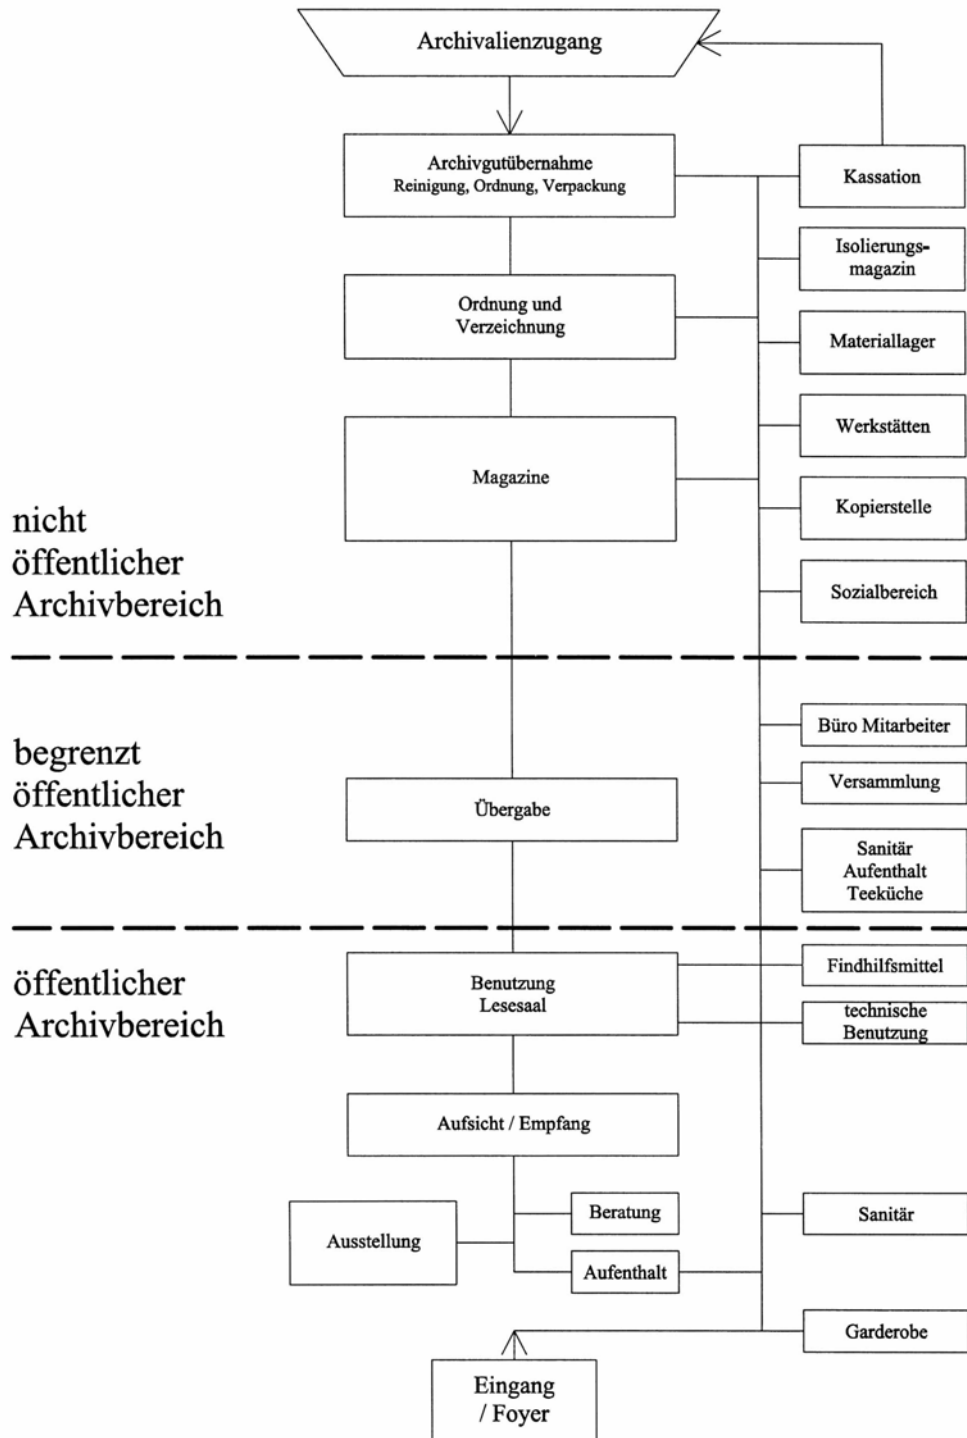 Archivalienzugang
Archivgutübernahme
Reinigung, Ordnung, Verpackung
Kassation
Isolierungs-
magazin
Ordnung und
Verzeichnung
Materiallager
Werkstätten
Magazine
Kopierstelle
nicht
öffentlicher
Archivbereich
Sozialbereich
Büro Mitarbeiter
begrenzt
öffentlicher
Archivbereich
Versammlung
Übergabe
Sanitär
Aufenthalt
Teeküche
öffentlicher
Archivbereich
Benutzung
Lesesaal
Findhilfsmittel
technische
Benutzung
Aufsicht / Empfang
Beratung
Sanitär
Ausstellung
Aufenthalt
Garderobe
Eingang
/ Foyer